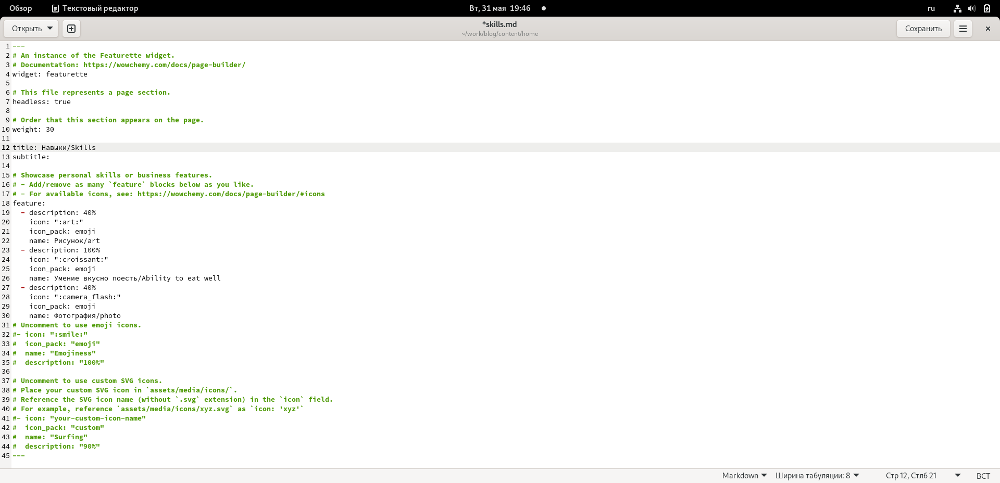 Обзор Текстовый редактор Вт, 31 мая 19:46 ru
Открыть *skills.md Сохранить
~/work/blog/content/home
1 ---
2 # An instance of the Featurette widget.
3 # Documentation: https://wowchemy.com/docs/page-builder/
4 widget: featurette
5
6 # This file represents a page section.
7 headless: true
8
9 # Order that this section appears on the page.
10 weight: 30
11
12 title: Навыки/Skills
13 subtitle:
14
15 # Showcase personal skills or business features.
16 # - Add/remove as many `feature` blocks below as you like.
17 # - For available icons, see: https://wowchemy.com/docs/page-builder/#icons
18 feature:
19   - description: 40%
20     icon: ":art:"
21     icon_pack: emoji
22     name: Рисунок/art
23   - description: 100%
24     icon: ":croissant:"
25     icon_pack: emoji
26     name: Умение вкусно поесть/Ability to eat well
27   - description: 40%
28     icon: ":camera_flash:"
29     icon_pack: emoji
30     name: Фотография/photo
31 # Uncomment to use emoji icons.
32 #- icon: ":smile:"
33 #  icon_pack: "emoji"
34 #  name: "Emojiness"
35 #  description: "100%"
36
37 # Uncomment to use custom SVG icons.
38 # Place your custom SVG icon in `assets/media/icons/`.
39 # Reference the SVG icon name (without `.svg` extension) in the `icon` field.
40 # For example, reference `assets/media/icons/xyz.svg` as `icon: 'xyz'`
41 #- icon: "your-custom-icon-name"
42 #  icon_pack: "custom"
43 #  name: "Surfing"
44 #  description: "90%"
45 ---
Markdown Ширина табуляции: 8 Стр 12, Стлб 21 ВСТ